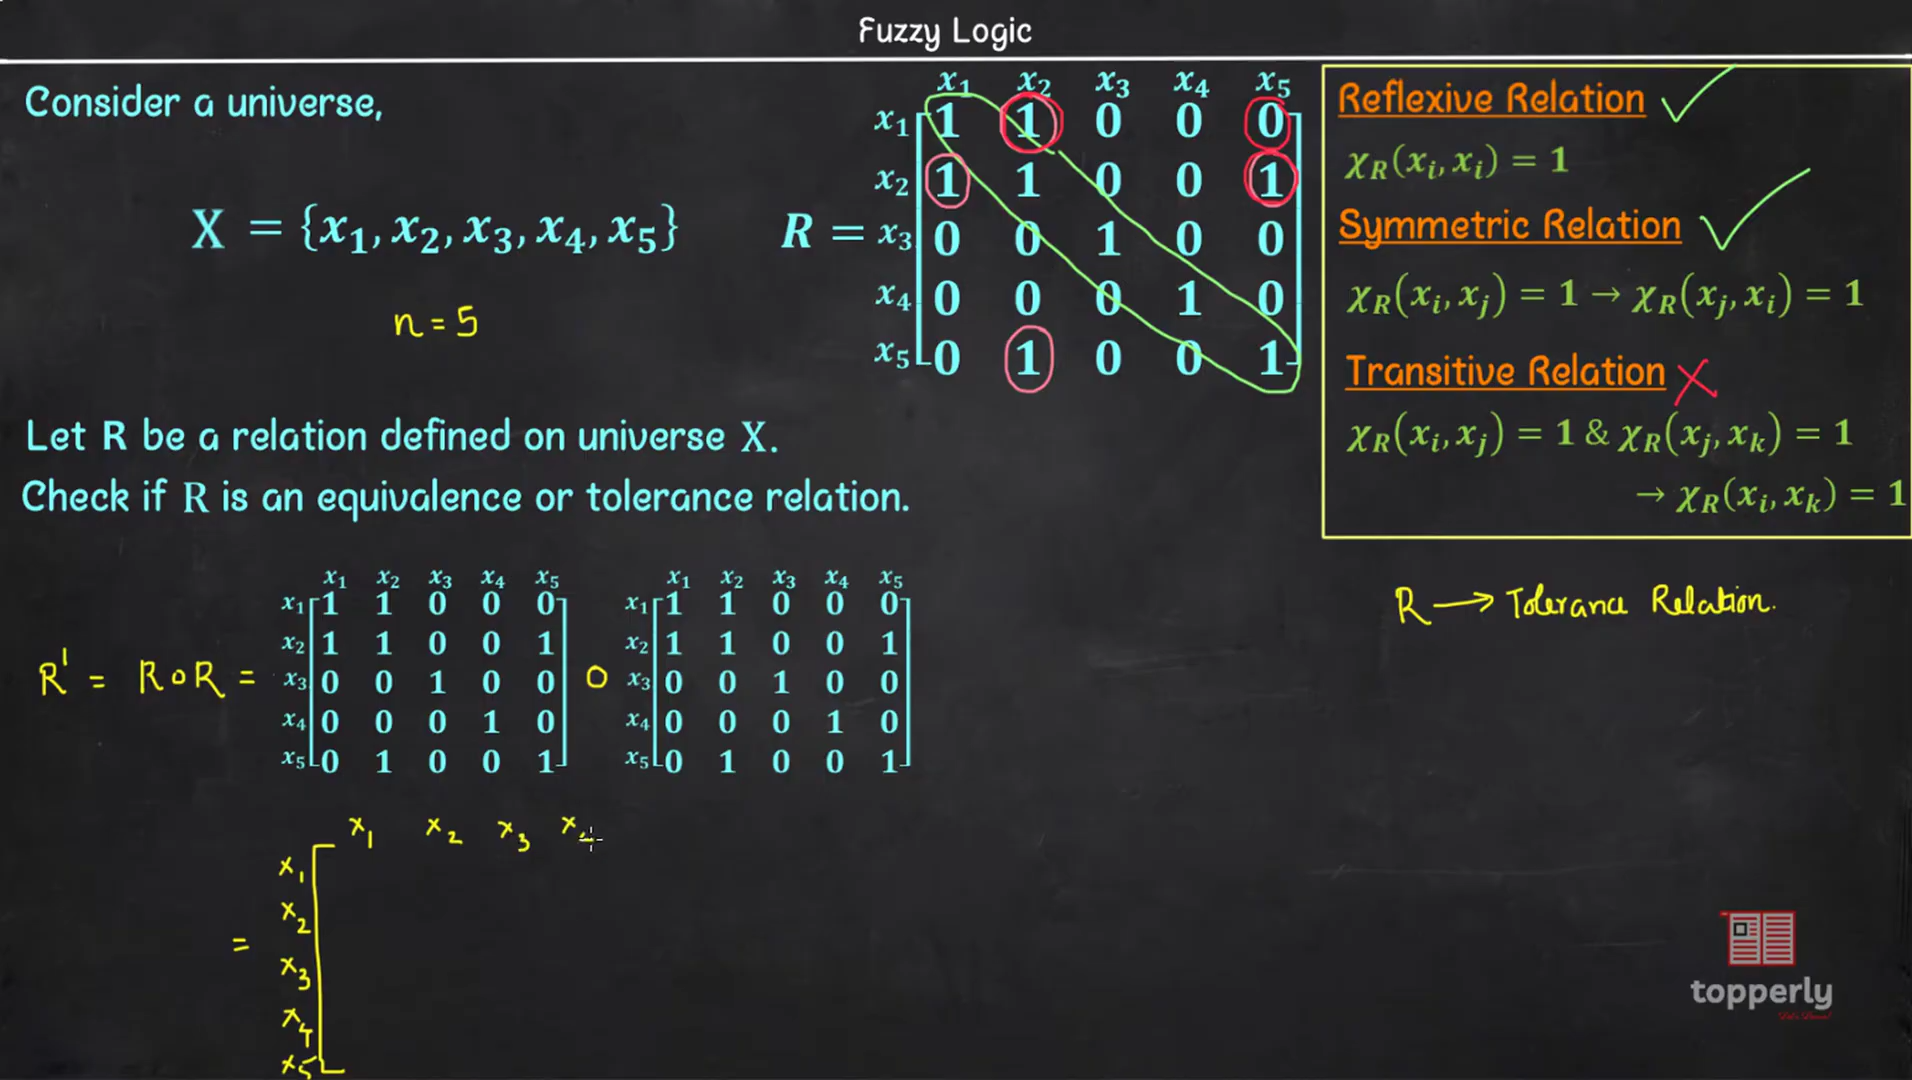 Fuzzy Logic
Consider a universe,
X = {x₁, x₂, x₃, x₄, x₅}
n = 5
Let R be a relation defined on universe X.
Check if R is an equivalence or tolerance relation.
x₁ x₂ x₃ x₄ x₅
x₁ 1 1 0 0 0
x₂ 1 1 0 0 1
R = x₃ 0 0 1 0 0
x₄ 0 0 0 1 0
x₅ 0 1 0 0 1
Reflexive Relation
χ_R(xᵢ, xᵢ) = 1
Symmetric Relation
χ_R(xᵢ, xⱼ) = 1 → χ_R(xⱼ, xᵢ) = 1
Transitive Relation
χ_R(xᵢ, xⱼ) = 1 & χ_R(xⱼ, xₖ) = 1
→ χ_R(xᵢ, xₖ) = 1
R → Tolerance Relation.
x₁ x₂ x₃ x₄ x₅ x₁ x₂ x₃ x₄ x₅
x₁ 1 1 0 0 0 x₁ 1 1 0 0 0
x₂ 1 1 0 0 1 x₂ 1 1 0 0 1
R' = R o R = x₃ 0 0 1 0 0 o x₃ 0 0 1 0 0
x₄ 0 0 0 1 0 x₄ 0 0 0 1 0
x₅ 0 1 0 0 1 x₅ 0 1 0 0 1
x₁ x₂ x₃ x
x₁
x₂
= x₃
x₄
x₅
topperly